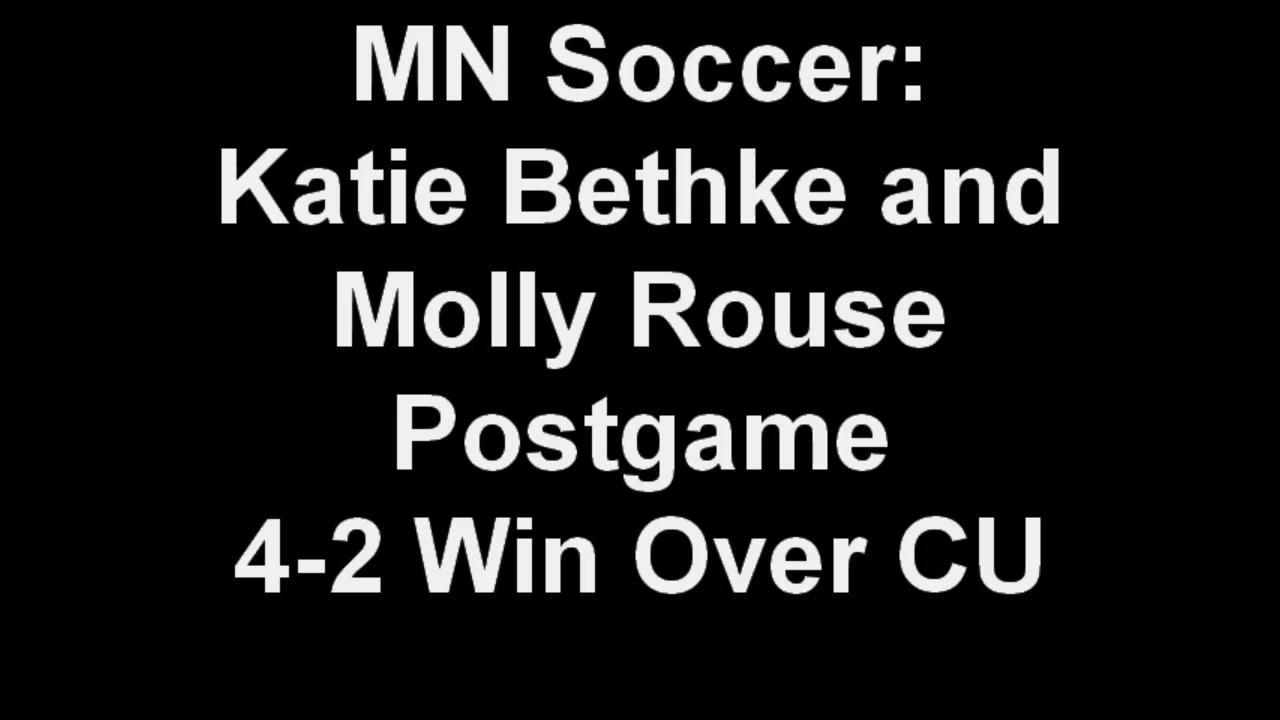 MN Soccer:
Katie Bethke and
Molly Rouse
Postgame
4-2 Win Over CU